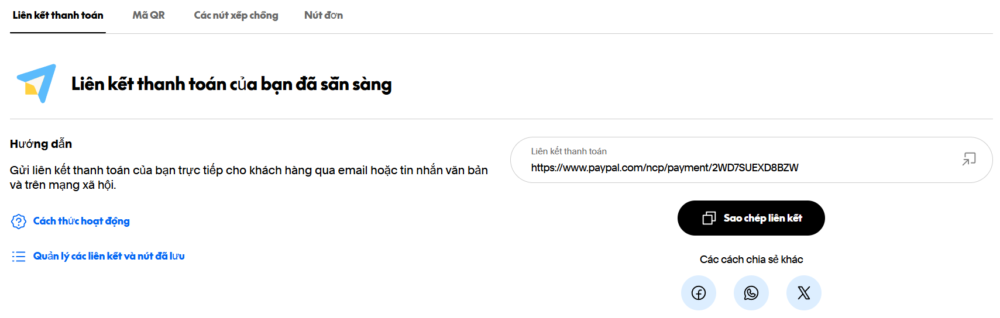 Liên kết thanh toán
Mã QR
Các nút xếp chồng
Nút đơn
Liên kết thanh toán của bạn đã sẵn sàng
Hướng dẫn
Gửi liên kết thanh toán của bạn trực tiếp cho khách hàng qua email hoặc tin nhắn văn bản
và trên mạng xã hội.
Cách thức hoạt động
Quản lý các liên kết và nút đã lưu
Liên kết thanh toán
https://www.paypal.com/ncp/payment/2WD7SUEXD8BZW
Sao chép liên kết
Các cách chia sẻ khác